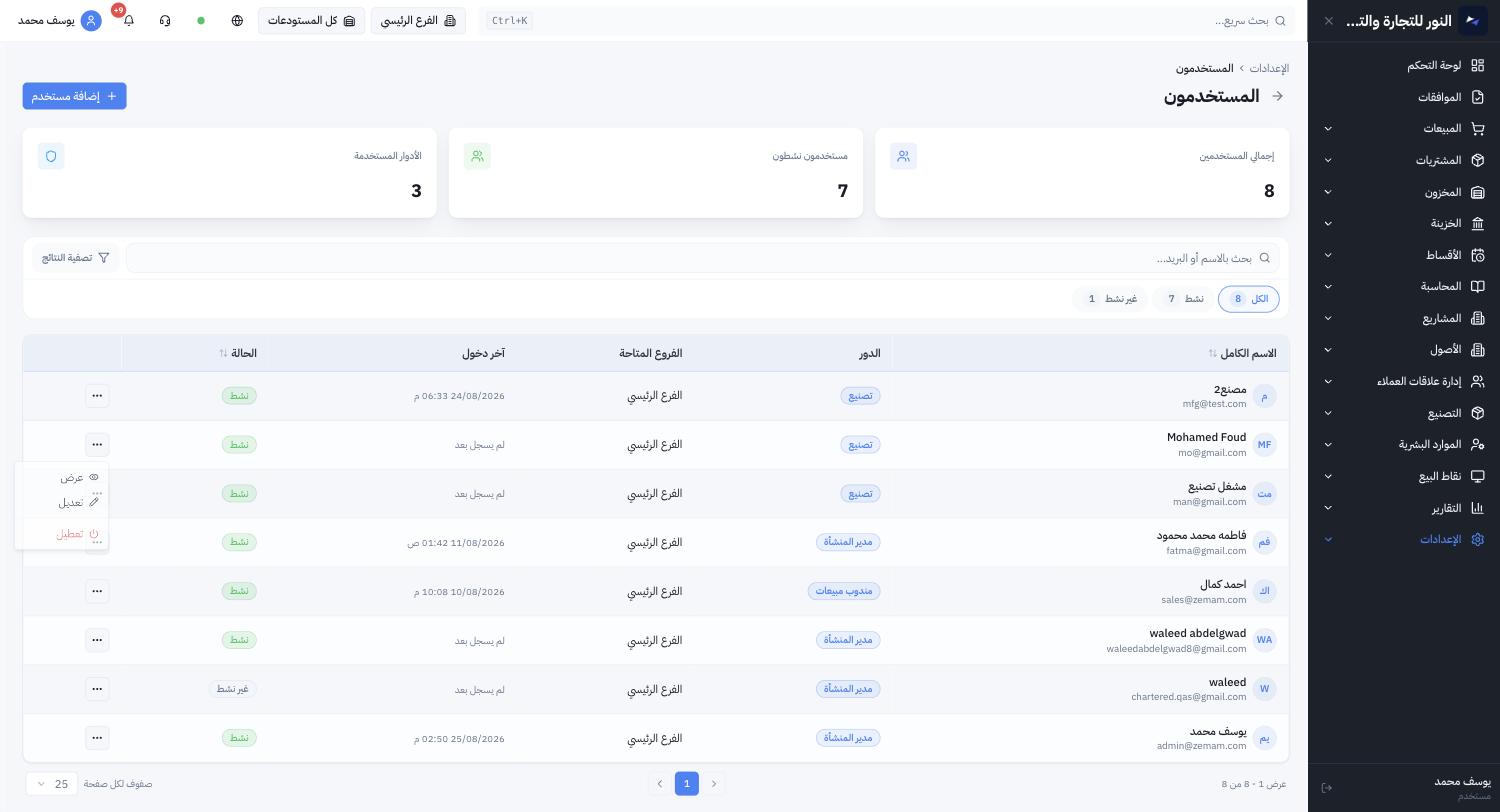 النور للتجارة والتـ...
لوحة التحكم
الموافقات
المبيعات
المشتريات
المخزون
الخزينة
الأقساط
المحاسبة
المشاريع
الأصول
إدارة علاقات العملاء
التصنيع
الموارد البشرية
نقاط البيع
التقارير
الإعدادات
يوسف محمد
مستخدم
بحث سريع...
Ctrl+K
الفرع الرئيسي
كل المستودعات
+9
يوسف محمد
الإعدادات
المستخدمون
المستخدمون
إضافة مستخدم
إجمالي المستخدمين
8
مستخدمون نشطون
7
الأدوار المستخدمة
3
بحث بالاسم أو البريد...
تصفية النتائج
الكل 8
نشط 7
غير نشط 1
الاسم الكامل الدور الفروع المتاحة آخر دخول الحالة
م مصنع2 تصنيع الفرع الرئيسي 24/08/2026 06:33 م نشط
mfg@test.com
MF Mohamed Foud تصنيع الفرع الرئيسي لم يسجل بعد نشط
mo@gmail.com
مت مشغل تصنيع تصنيع الفرع الرئيسي لم يسجل بعد نشط
man@gmail.com
فم فاطمه محمد محمود مدير المنشأة الفرع الرئيسي 11/08/2026 01:42 ص نشط
fatma@gmail.com
اك احمد كمال مندوب مبيعات الفرع الرئيسي 10/08/2026 10:08 م نشط
sales@zemam.com
WA waleed abdelgwad مدير المنشأة الفرع الرئيسي لم يسجل بعد نشط
waleedabdelgwad8@gmail.com
W waleed مدير المنشأة الفرع الرئيسي لم يسجل بعد غير نشط
chartered.qas@gmail.com
يم يوسف محمد مدير المنشأة الفرع الرئيسي 25/08/2026 02:50 م نشط
admin@zemam.com
عرض
تعديل
تعطيل
عرض 1 - 8 من 8
1
صفوف لكل صفحة
25